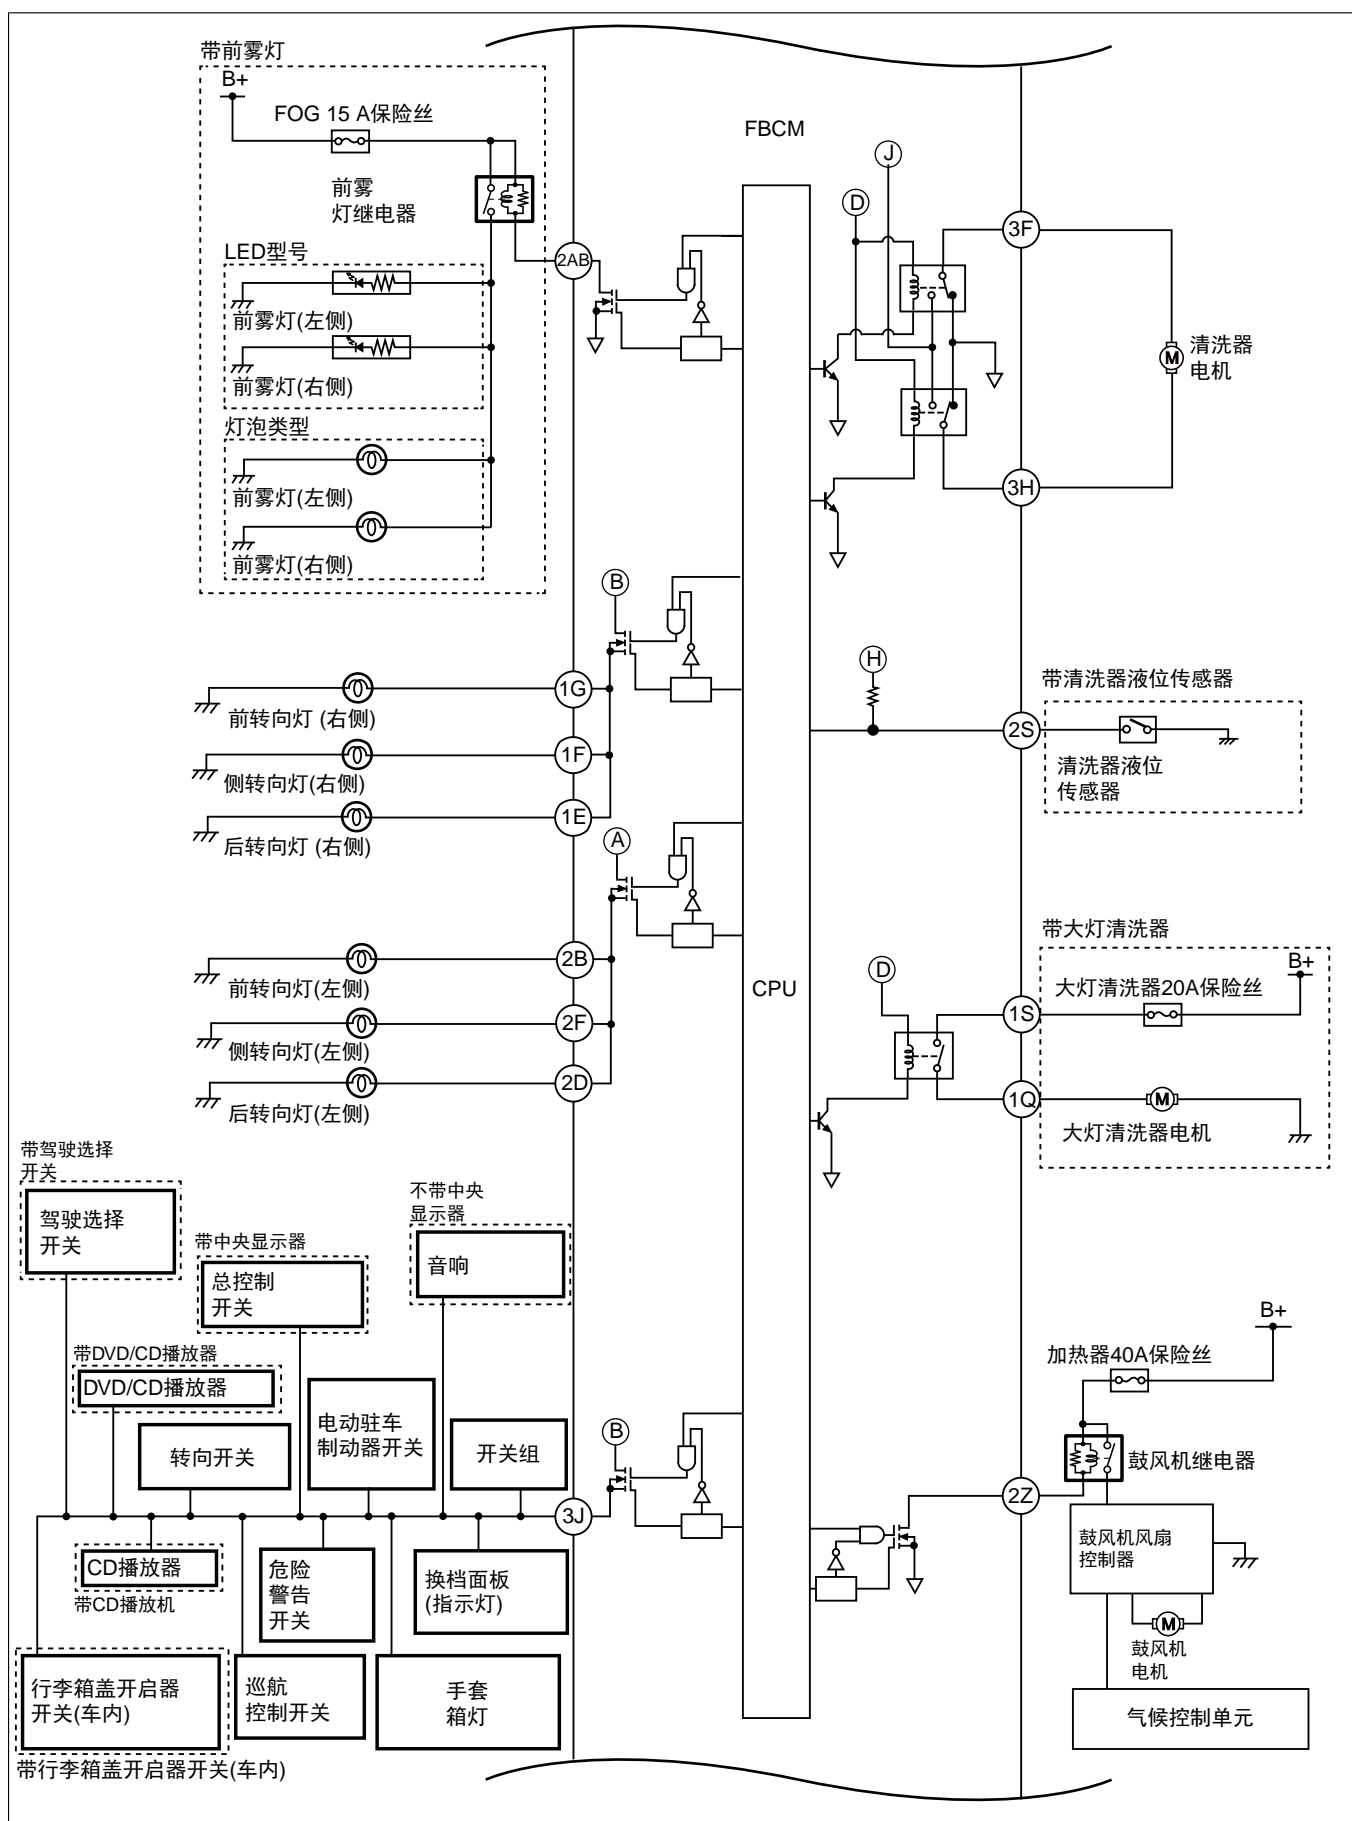 带前雾灯
B+
FOG 15 A保险丝
前雾
灯继电器
LED型号
前雾灯(左侧)
前雾灯(右侧)
灯泡类型
前雾灯(左侧)
前雾灯(右侧)
2AB
FBCM
J
D
3F
清洗器
电机
M
3H
B
H
1G
前转向灯 (右侧)
1F
侧转向灯(右侧)
1E
后转向灯 (右侧)
带清洗器液位传感器
2S
清洗器液位
传感器
A
2B
前转向灯(左侧)
2F
侧转向灯(左侧)
2D
后转向灯(左侧)
CPU
D
带大灯清洗器
B+
大灯清洗器20A保险丝
1S
1Q
M
大灯清洗器电机
带驾驶选择
开关
驾驶选择
开关
带中央显示器
总控制
开关
不带中央
显示器
音响
带DVD/CD播放器
DVD/CD播放器
转向开关
电动驻车
制动器开关
开关组
B
3J
CD播放器
带CD播放机
危险
警告
开关
换档面板
(指示灯)
行李箱盖开启器
开关(车内)
带行李箱盖开启器开关(车内)
巡航
控制开关
手套
箱灯
B+
加热器40A保险丝
鼓风机继电器
2Z
鼓风机风扇
控制器
M
鼓风机
电机
气候控制单元